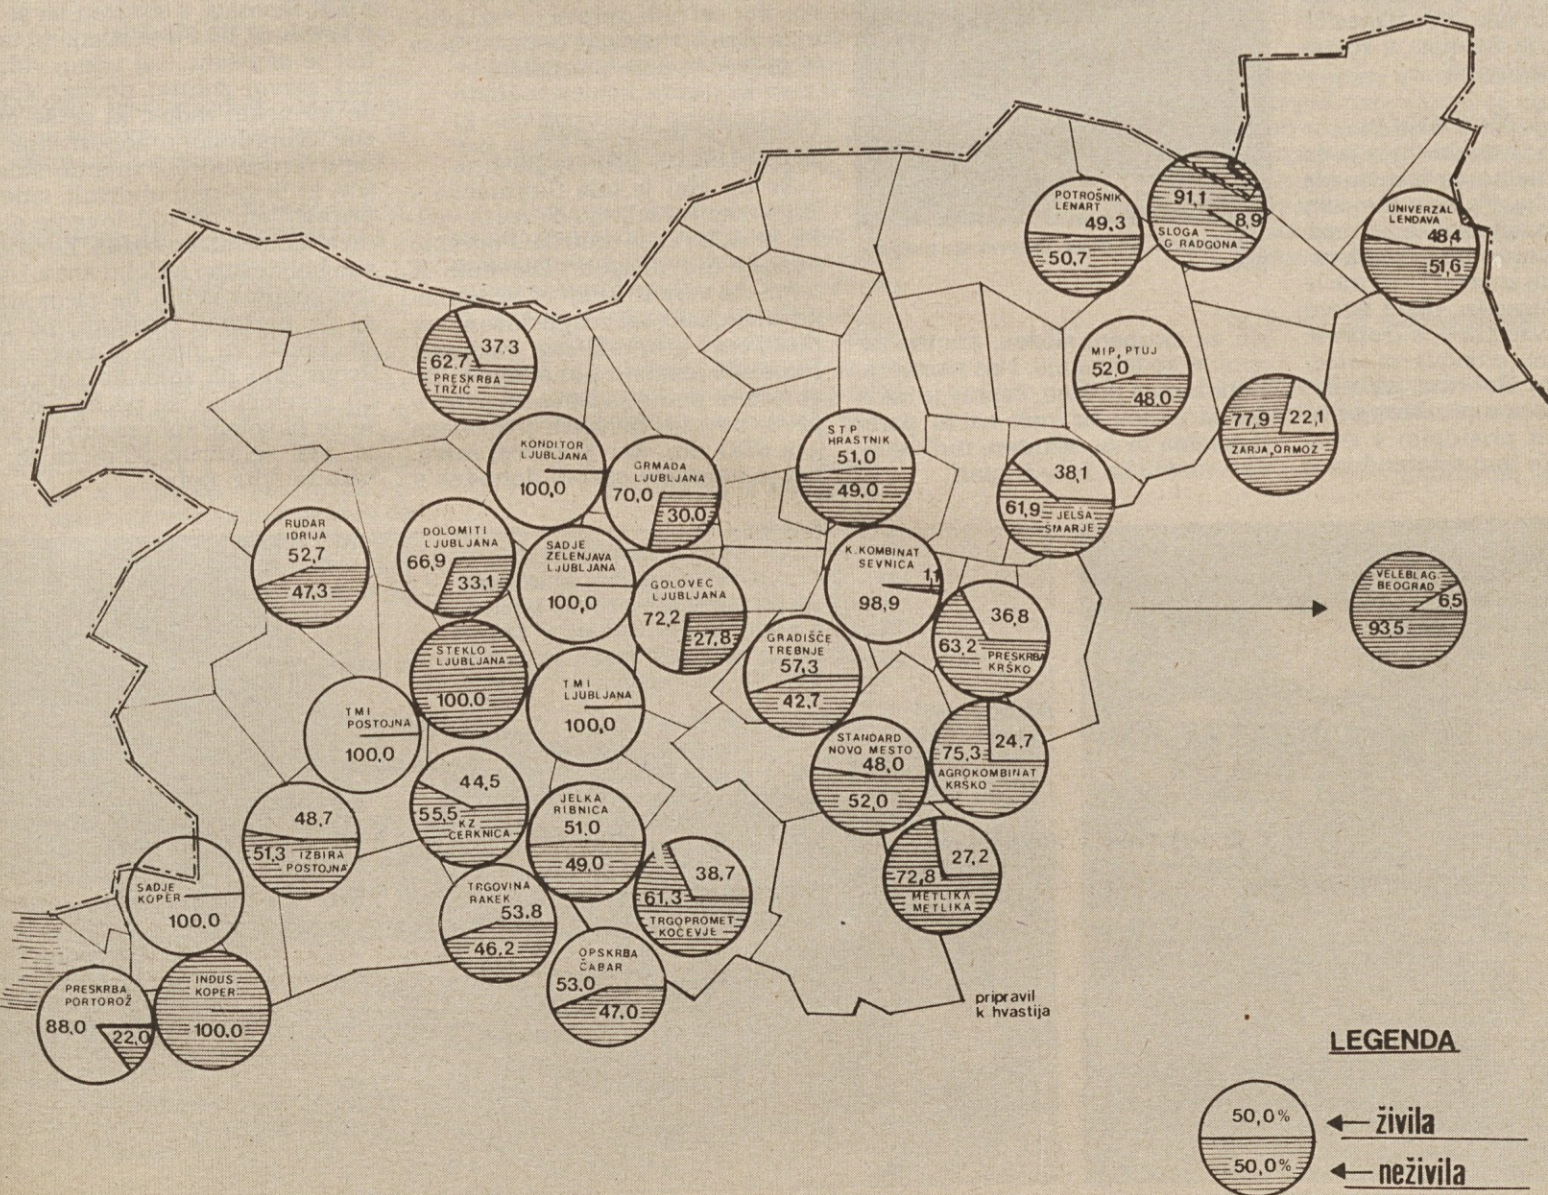 POTROŠNIK
LENART
49.3
50.7
91,1
8,9
SLOGA
G RADGONA
UNIVERZAL
LENDAVA
48,4
51,6
37.3
62.7
PRESKRBA
TRŽIČ
MIP, PTUJ
52,0
48,0
77,9
22,1
ZARJA, ORMOŽ
KONDITOR
LJUBLJANA
100.0
GRMADA
LJUBLJANA
70,0
30.0
STP
HRASTNIK
51.0
49.0
38,1
61,9
JELŠA
ŠMARJE
RUDAR
IDRIJA
52,7
47,3
DOLOMITI
LJUBLJANA
66,9
33,1
SADJE
ZELENJAVA
LJUBLJANA
100,0
GOLOVEC
LJUBLJANA
72,2
27,8
K.KOMBINAT
SEVNICA
1,1
98,9
36,8
63,2
PRESKRBA
KRŠKO
VELEBLAG
BEOGRAD
6,5
93,5
STEKLO
LJUBLJANA
100.0
TMI
LJUBLJANA
100,0
GRADIŠČE
TREBNJE
57,3
42,7
TMI
POSTOJNA
100,0
STANDARD
NOVO MESTO
48,0
52,0
24,7
75,3
AGROKOMBINAT
KRŠKO
48,7
51,3
IZBIRA
POSTOJNA
44,5
55,5
KZ
CERKNICA
JELKA
RIBNICA
51,0
49,0
38,7
61,3
TRGOPROMET
KOČEVJE
27,2
72,8
METLIKA
METLIKA
SADJE
KOPER
100,0
TRGOVINA
RAKEK
53.8
46,2
OPSKRBA
ČABAR
53.0
47,0
PRESKRBA
PORTOROŽ
88,0
22,0
INDUS
KOPER
100,0
pripravil
k hvastija
LEGENDA
50,0%
živila
50,0%
neživila